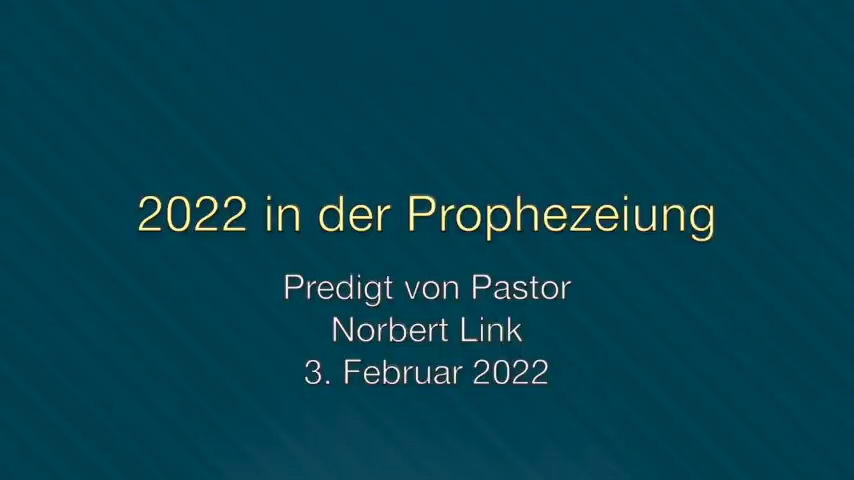 2022 in der Prophezeiung
Predigt von Pastor
Norbert Link
3. Februar 2022